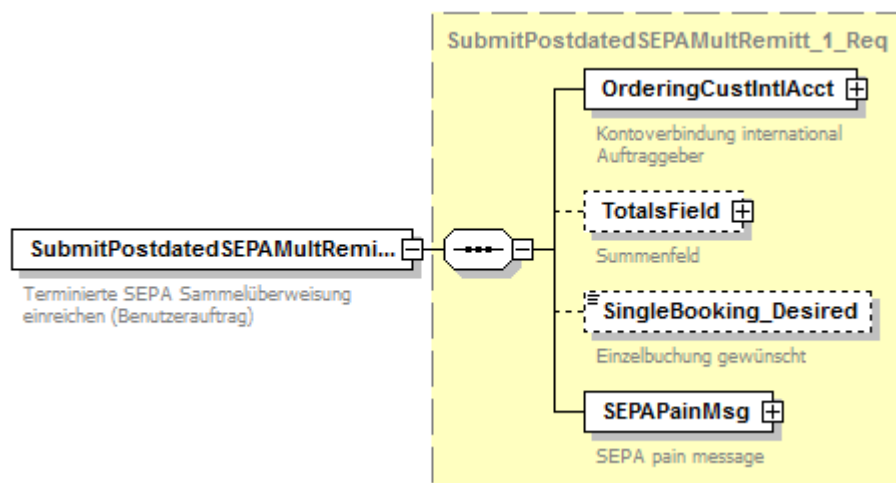 SubmitPostdatedSEPAMultRemitt_1_Req
OrderingCustIntlAcct
Kontoverbindung international
Auftraggeber
TotalsField
Summenfeld
SubmitPostdatedSEPAMultRemi...
Terminierte SEPA Sammelüberweisung
einreichen (Benutzerauftrag)
SingleBooking_Desired
Einzelbuchung gewünscht
SEPAPainMsg
SEPA pain message